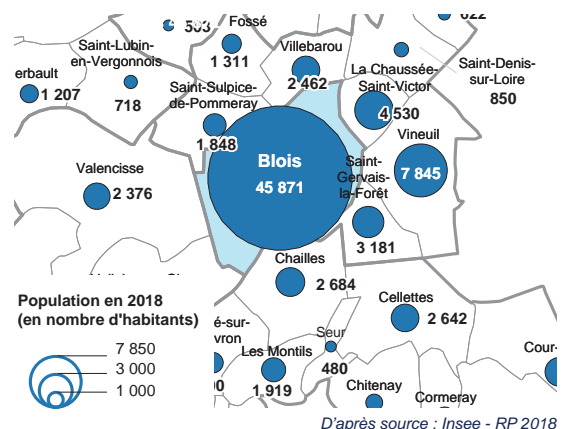 Fossé
622
1 311
Villebarou
2 462
Saint-Lubin-
en-Vergonnois
718
erbault
1 207
Saint-Sulpice-
de-Pommeray
1 848
La Chaussée-
Saint-Victor
4 530
Saint-Denis-
sur-Loire
850
Vineuil
7 845
Blois
45 871
Saint-
Gervais-
la-Forêt
3 181
Valencisse
2 376
Chailles
2 684
Cellettes
2 642
Population en 2018
(en nombre d'habitants)
7 850
3 000
1 000
é-sur-
vron
Les Montils
1 919
Seur
480
Chitenay
Cormeray
Cour-
D'après source : Insee - RP 2018